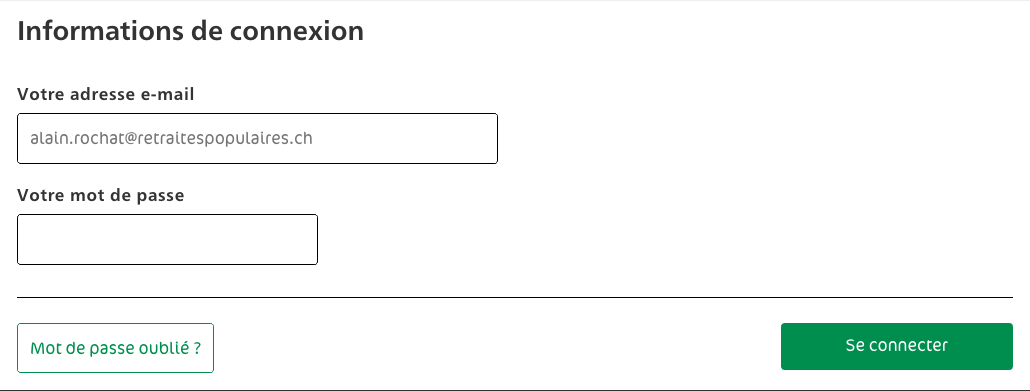 Informations de connexion
Votre adresse e-mail
alain.rochat@retraitespopulaires.ch
Votre mot de passe
Mot de passe oublié ?
Se connecter